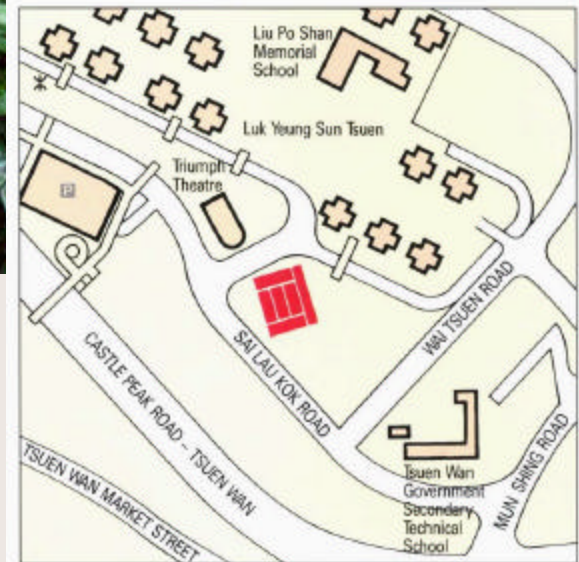 Liu Po Shan
Memorial
School
Luk Yeung Sun Tsuen
Triumph
Theatre
P
WAI TSUEN ROAD
SAI LAU KOK ROAD
CASTLE PEAK ROAD - TSUEN WAN
TSUEN WAN MARKET STREET
Tsuen Wan
Government
Secondary
Technical
School
MUN SHING ROAD